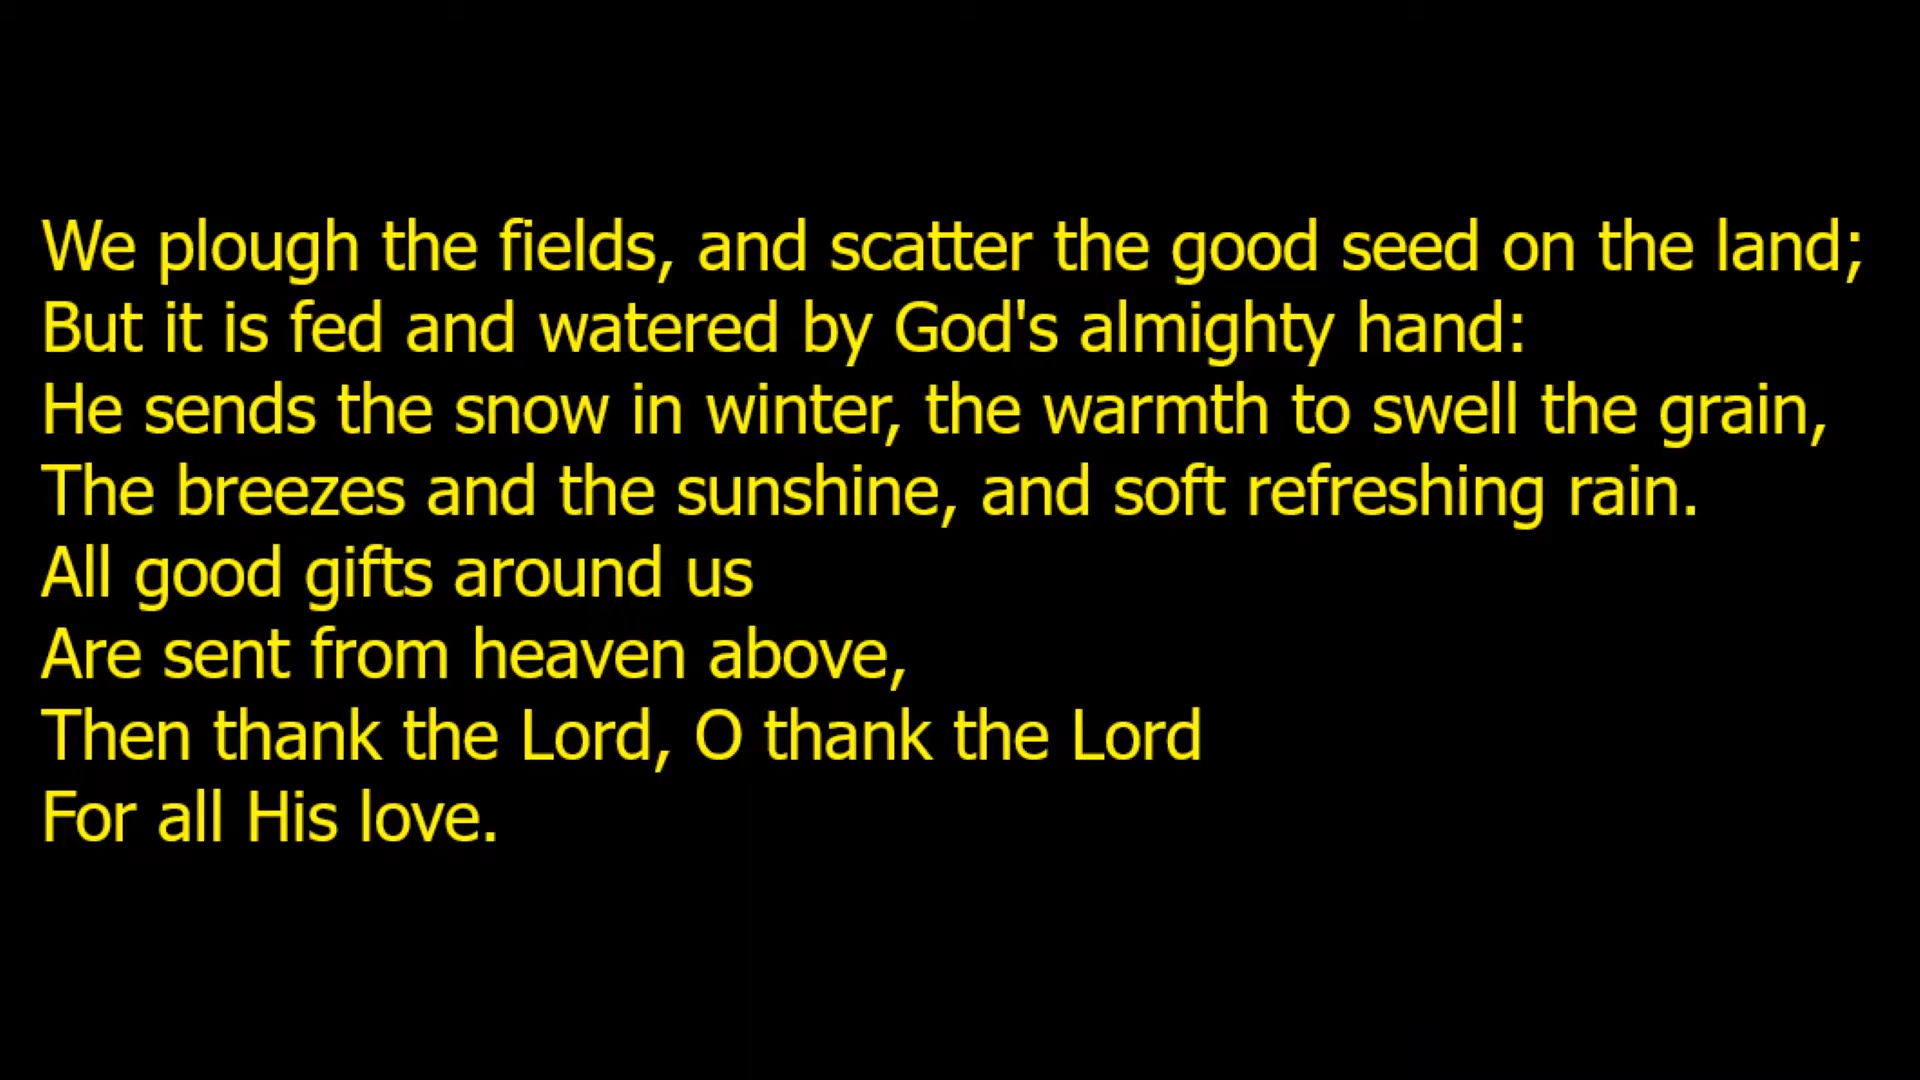 We plough the fields, and scatter the good seed on the land;
But it is fed and watered by God's almighty hand:
He sends the snow in winter, the warmth to swell the grain,
The breezes and the sunshine, and soft refreshing rain.
All good gifts around us
Are sent from heaven above,
Then thank the Lord, O thank the Lord
For all His love.